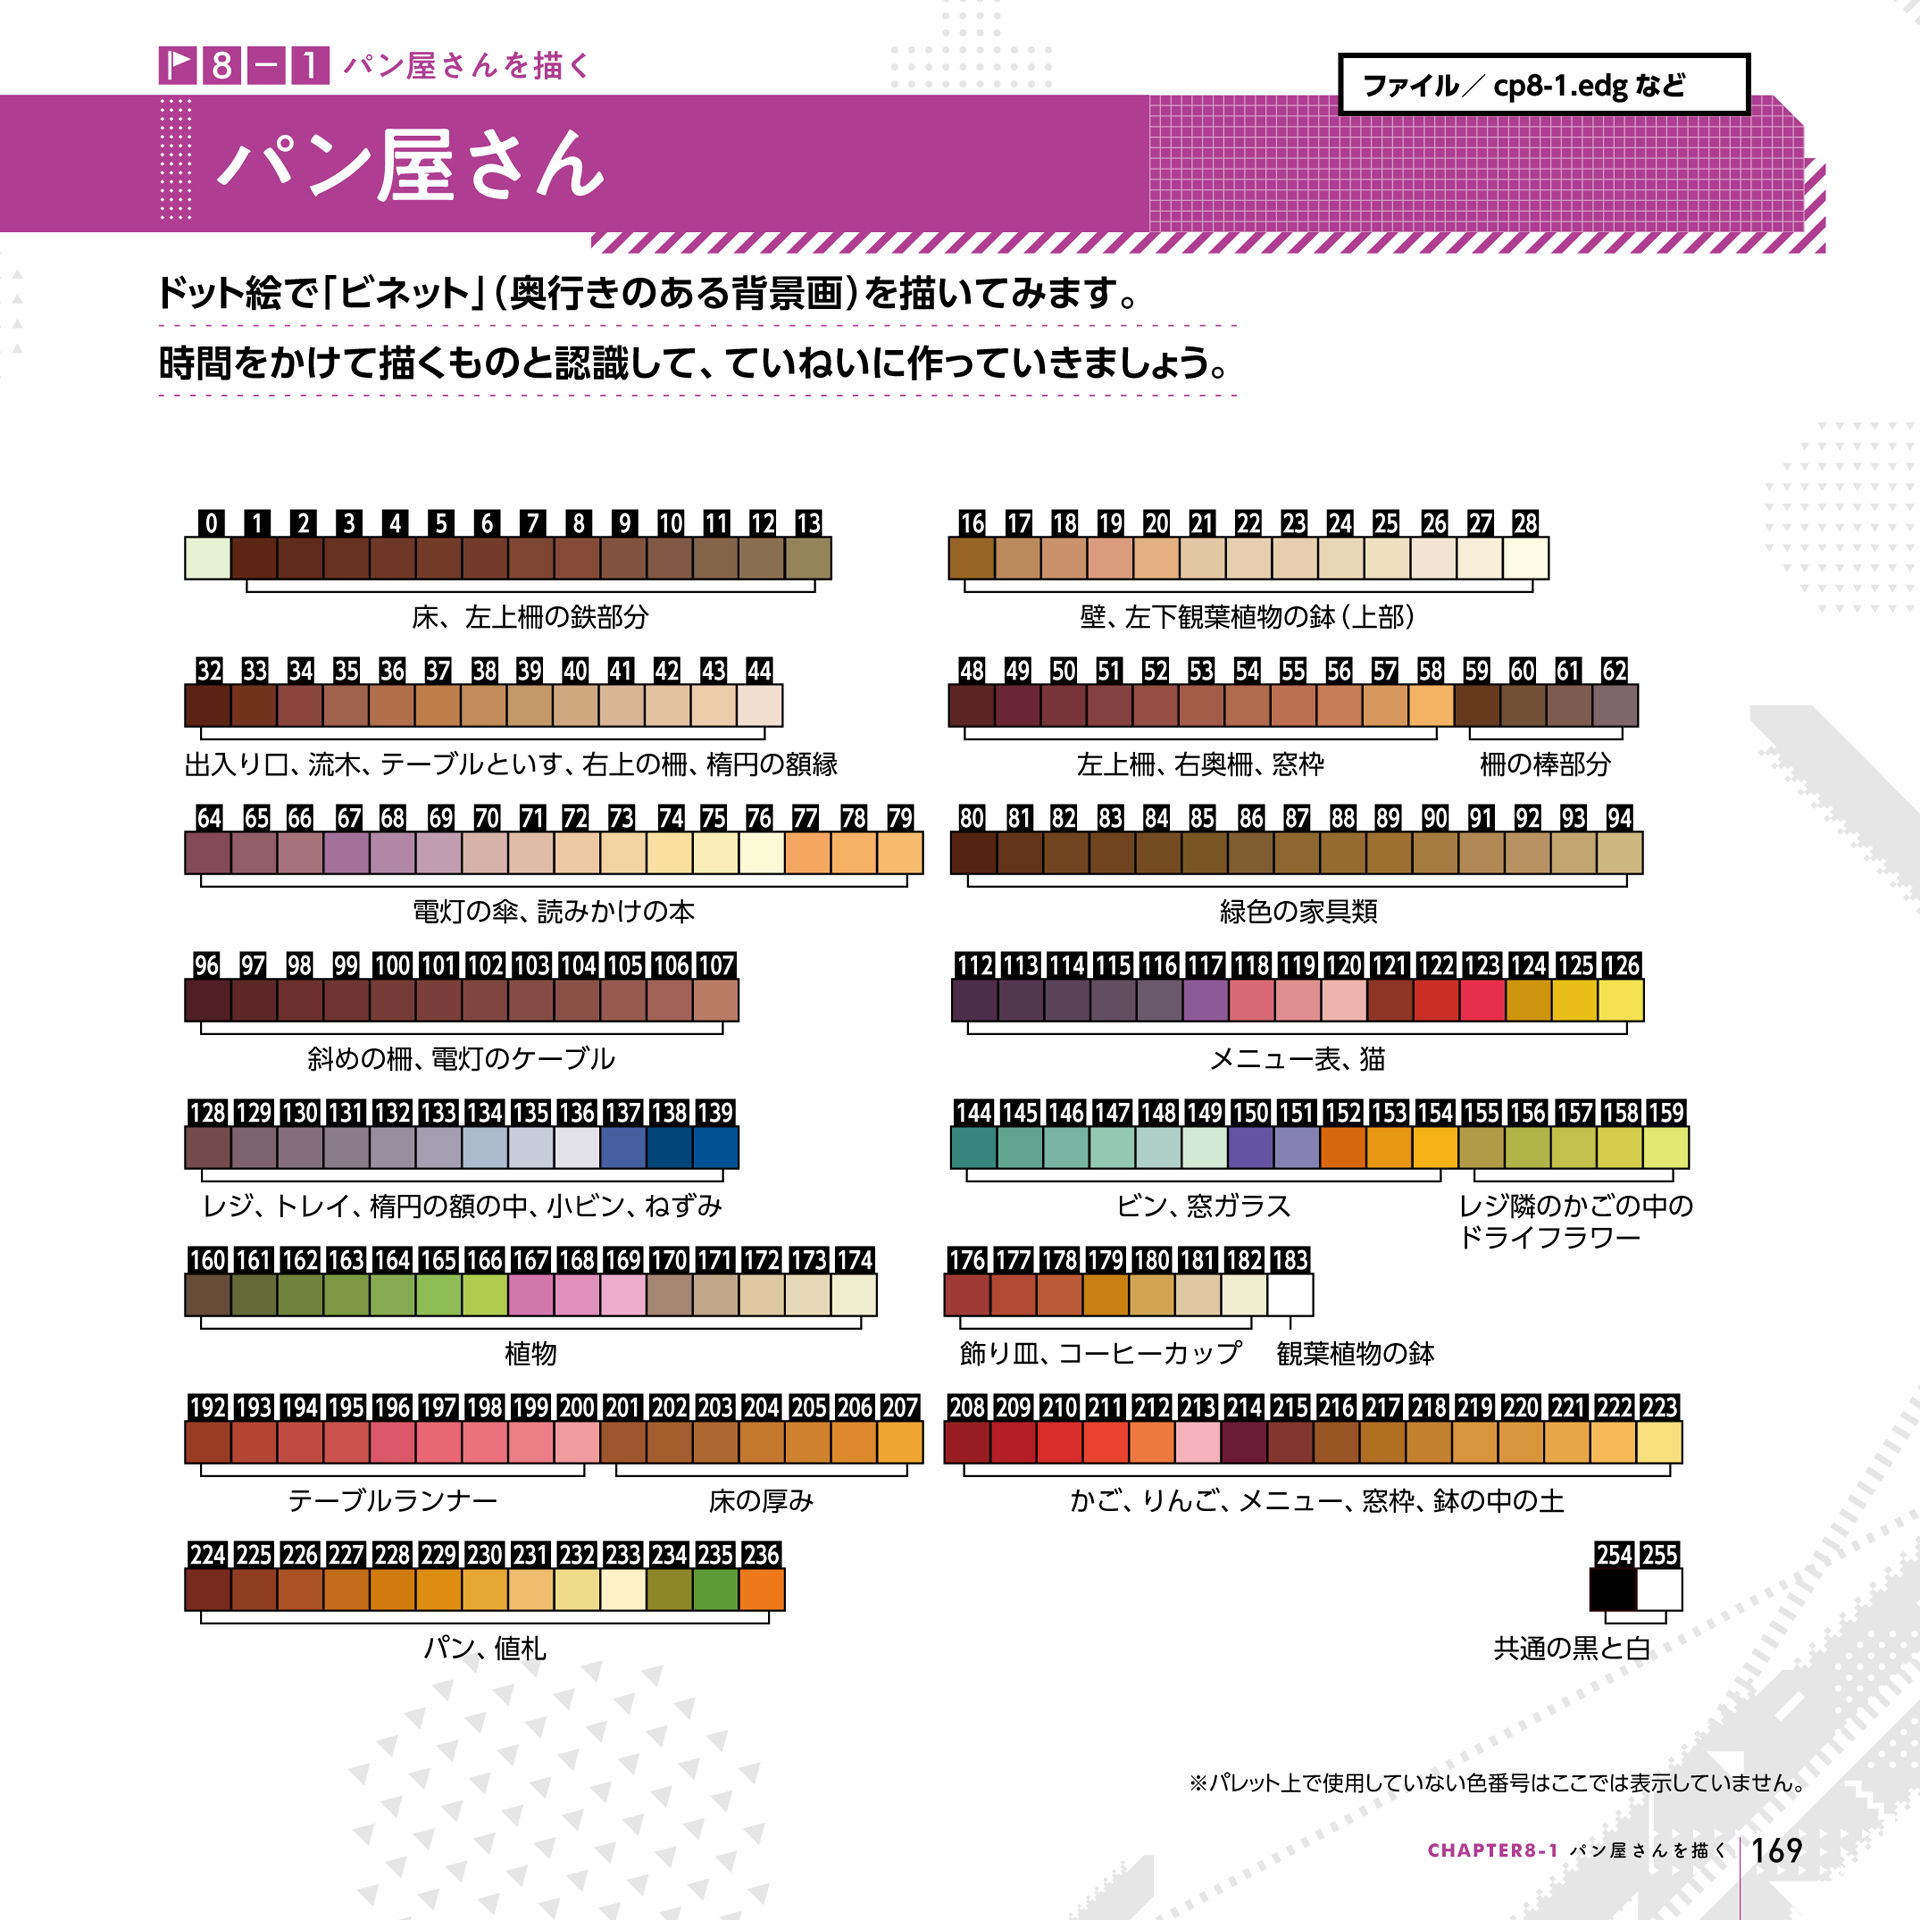 8-1 パン屋さんを描く
ファイル／cp8-1.edg など
パン屋さん
ドット絵で「ビネット」（奥行きのある背景画）を描いてみます。
時間をかけて描くものと認識して、ていねいに作っていきましょう。
0 1 2 3 4 5 6 7 8 9 10 11 12 13
床、左上柵の鉄部分
16 17 18 19 20 21 22 23 24 25 26 27 28
壁、左下観葉植物の鉢（上部）
32 33 34 35 36 37 38 39 40 41 42 43 44
出入り口、流木、テーブルといす、右上の柵、楕円の額縁
48 49 50 51 52 53 54 55 56 57 58 59 60 61 62
左上柵、右奥柵、窓枠
柵の棒部分
64 65 66 67 68 69 70 71 72 73 74 75 76 77 78 79
電灯の傘、読みかけの本
80 81 82 83 84 85 86 87 88 89 90 91 92 93 94
緑色の家具類
96 97 98 99 100 101 102 103 104 105 106 107
斜めの柵、電灯のケーブル
112 113 114 115 116 117 118 119 120 121 122 123 124 125 126
メニュー表、猫
128 129 130 131 132 133 134 135 136 137 138 139
レジ、トレイ、楕円の額の中、小ビン、ねずみ
144 145 146 147 148 149 150 151 152 153 154 155 156 157 158 159
ビン、窓ガラス
レジ隣のかごの中の
ドライフラワー
160 161 162 163 164 165 166 167 168 169 170 171 172 173 174
植物
176 177 178 179 180 181 182 183
飾り皿、コーヒーカップ
観葉植物の鉢
192 193 194 195 196 197 198 199 200 201 202 203 204 205 206 207
テーブルランナー
床の厚み
208 209 210 211 212 213 214 215 216 217 218 219 220 221 222 223
かご、りんご、メニュー、窓枠、鉢の中の土
224 225 226 227 228 229 230 231 232 233 234 235 236
パン、値札
254 255
共通の黒と白
※パレット上で使用していない色番号はここでは表示していません。
CHAPTER8-1 パン屋さんを描く 169